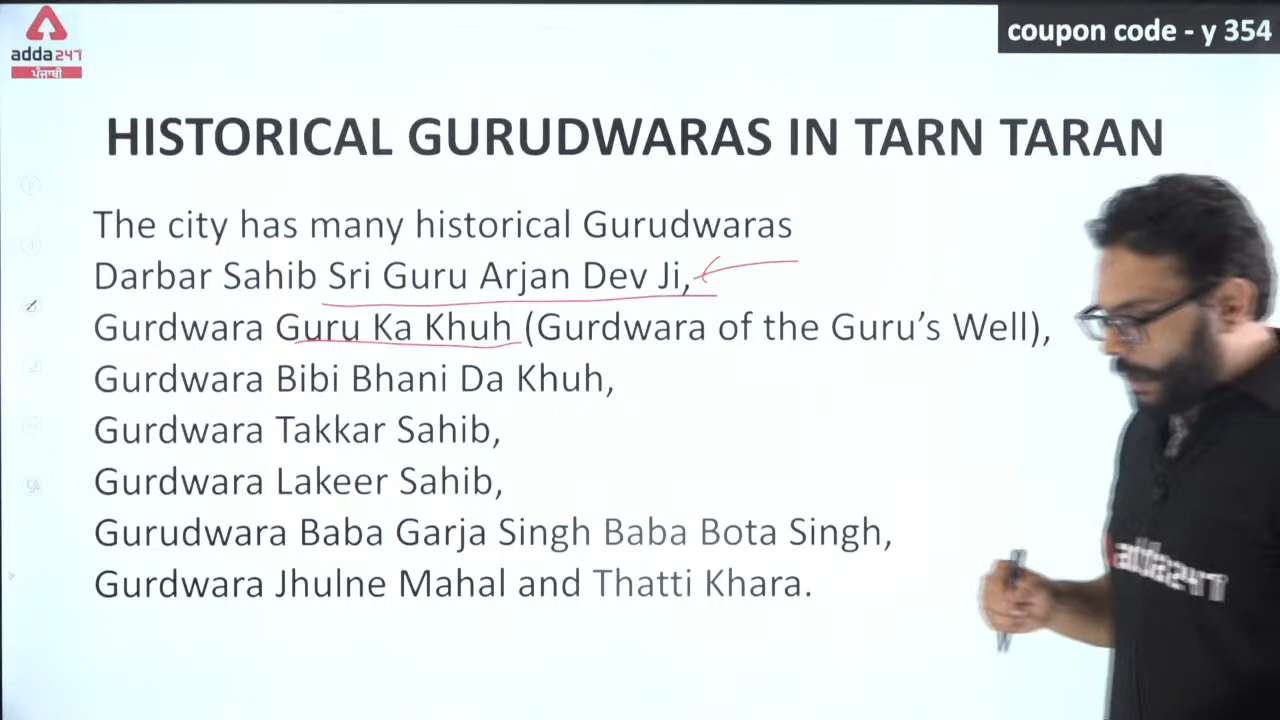 adda247
ਪੰਜਾਬੀ
coupon code - y 354
HISTORICAL GURUDWARAS IN TARN TARAN
The city has many historical Gurudwaras
Darbar Sahib Sri Guru Arjan Dev Ji,
Gurdwara Guru Ka Khuh (Gurdwara of the Guru's Well),
Gurdwara Bibi Bhani Da Khuh,
Gurdwara Takkar Sahib,
Gurdwara Lakeer Sahib,
Gurudwara Baba Garja Singh Baba Bota Singh,
Gurdwara Jhulne Mahal and Thatti Khara.
adda247